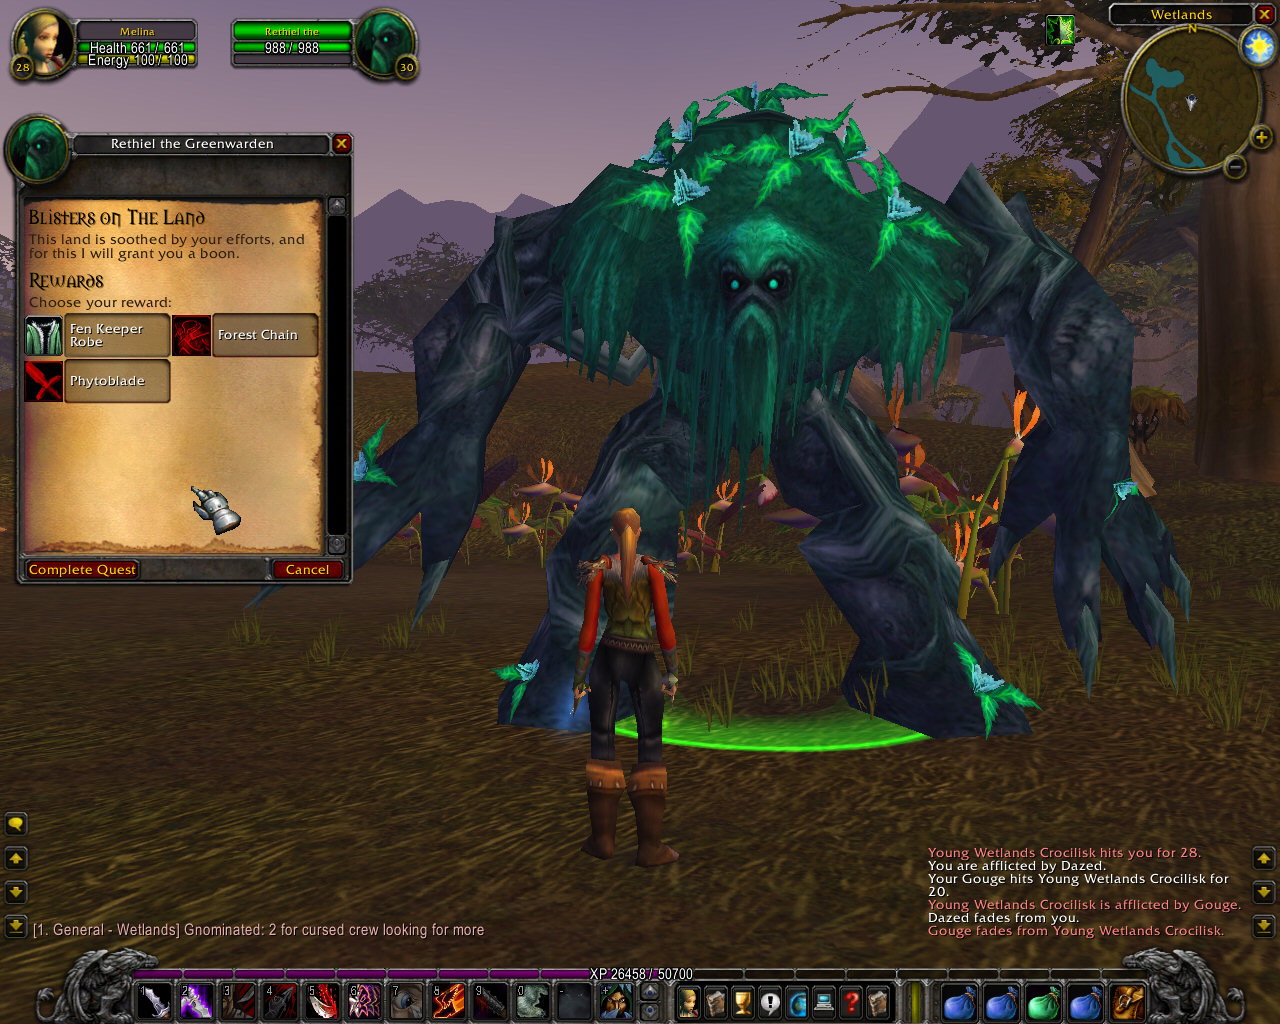 Melina
Health 661 / 661
Energy 100 / 100
28
Rethiel the
988 / 988
30
Wetlands
N
Rethiel the Greenwarden
Blisters on The Land
This land is soothed by your efforts, and
for this I will grant you a boon.
Rewards
Choose your reward:
Fen Keeper
Robe
Forest Chain
Phytoblade
Complete Quest
Cancel
Young Wetlands Crocilisk hits you for 28.
You are afflicted by Dazed.
Your Gouge hits Young Wetlands Crocilisk for
20.
Young Wetlands Crocilisk is afflicted by Gouge.
Dazed fades from you.
Gouge fades from Young Wetlands Crocilisk.
[1. General - Wetlands] Gnominated: 2 for cursed crew looking for more
XP 26458 / 50700
1 2 3 4 5 6 7 8 9 0 - +